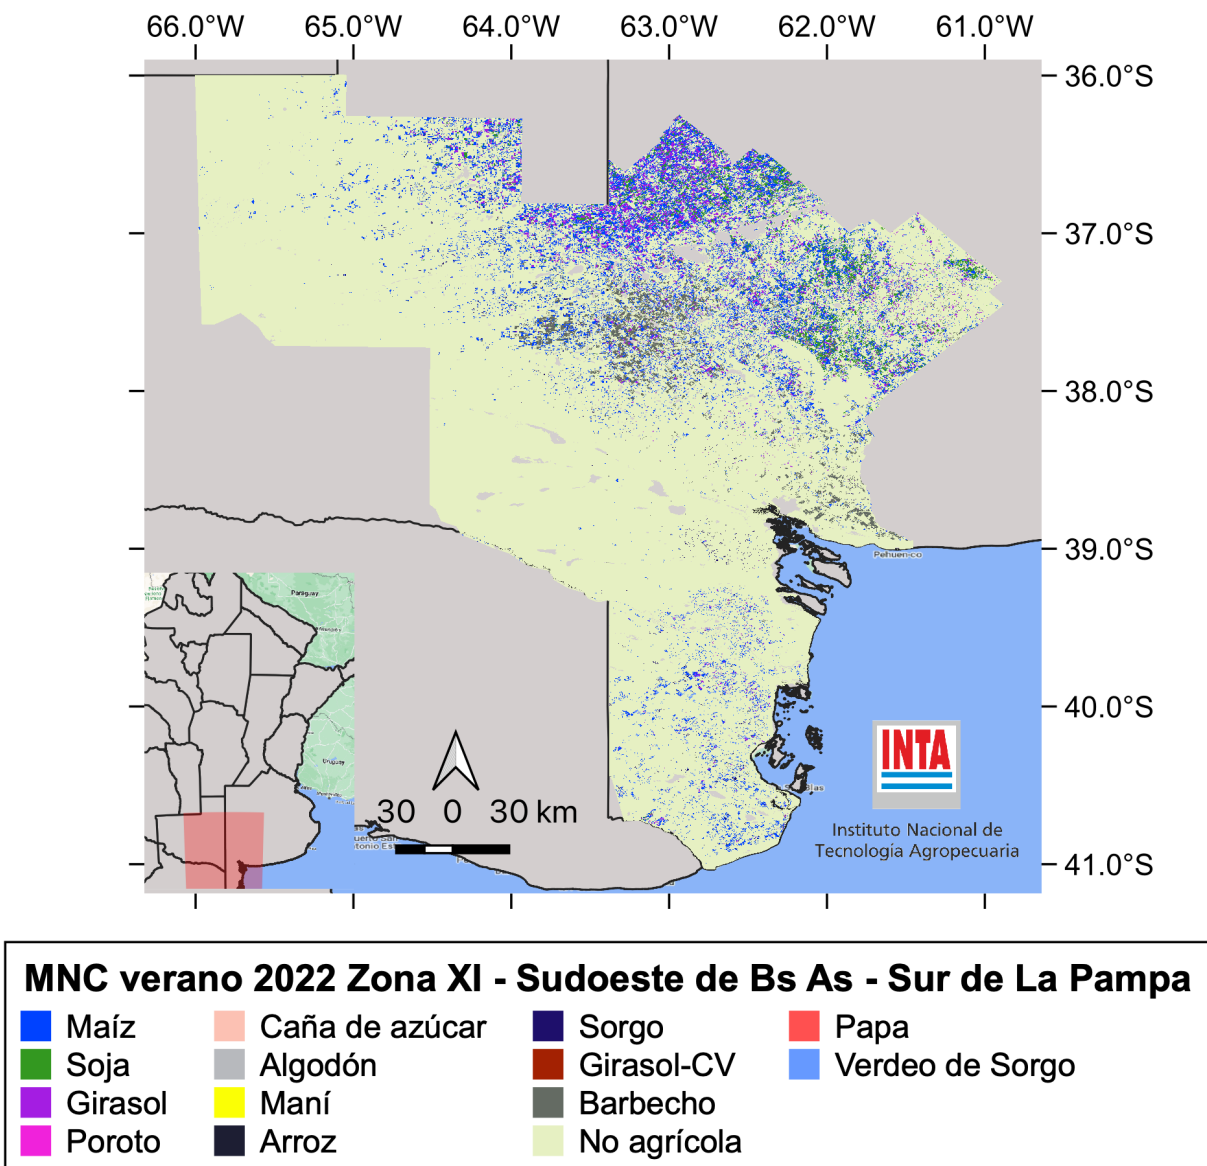 66.0°W 65.0°W 64.0°W 63.0°W 62.0°W 61.0°W
36.0°S
37.0°S
38.0°S
39.0°S
Pehuen-co
Paraguay
40.0°S
INTA
Uruguay
30 0 30 km
Instituto Nacional de
Tecnología Agropecuaria
41.0°S
MNC verano 2022 Zona XI - Sudoeste de Bs As - Sur de La Pampa
Maíz Caña de azúcar Sorgo Papa
Soja Algodón Girasol-CV Verdeo de Sorgo
Girasol Maní Barbecho
Poroto Arroz No agrícola